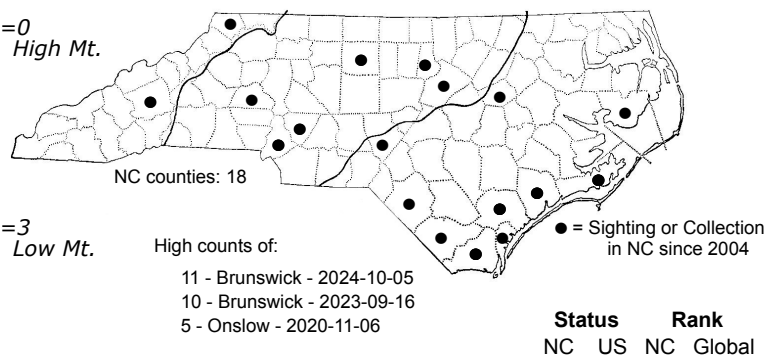 =0
High Mt.
NC counties: 18
=3
Low Mt.
High counts of:
11 - Brunswick - 2024-10-05
10 - Brunswick - 2023-09-16
5 - Onslow - 2020-11-06
● = Sighting or Collection
in NC since 2004
Status Rank
NC US NC Global